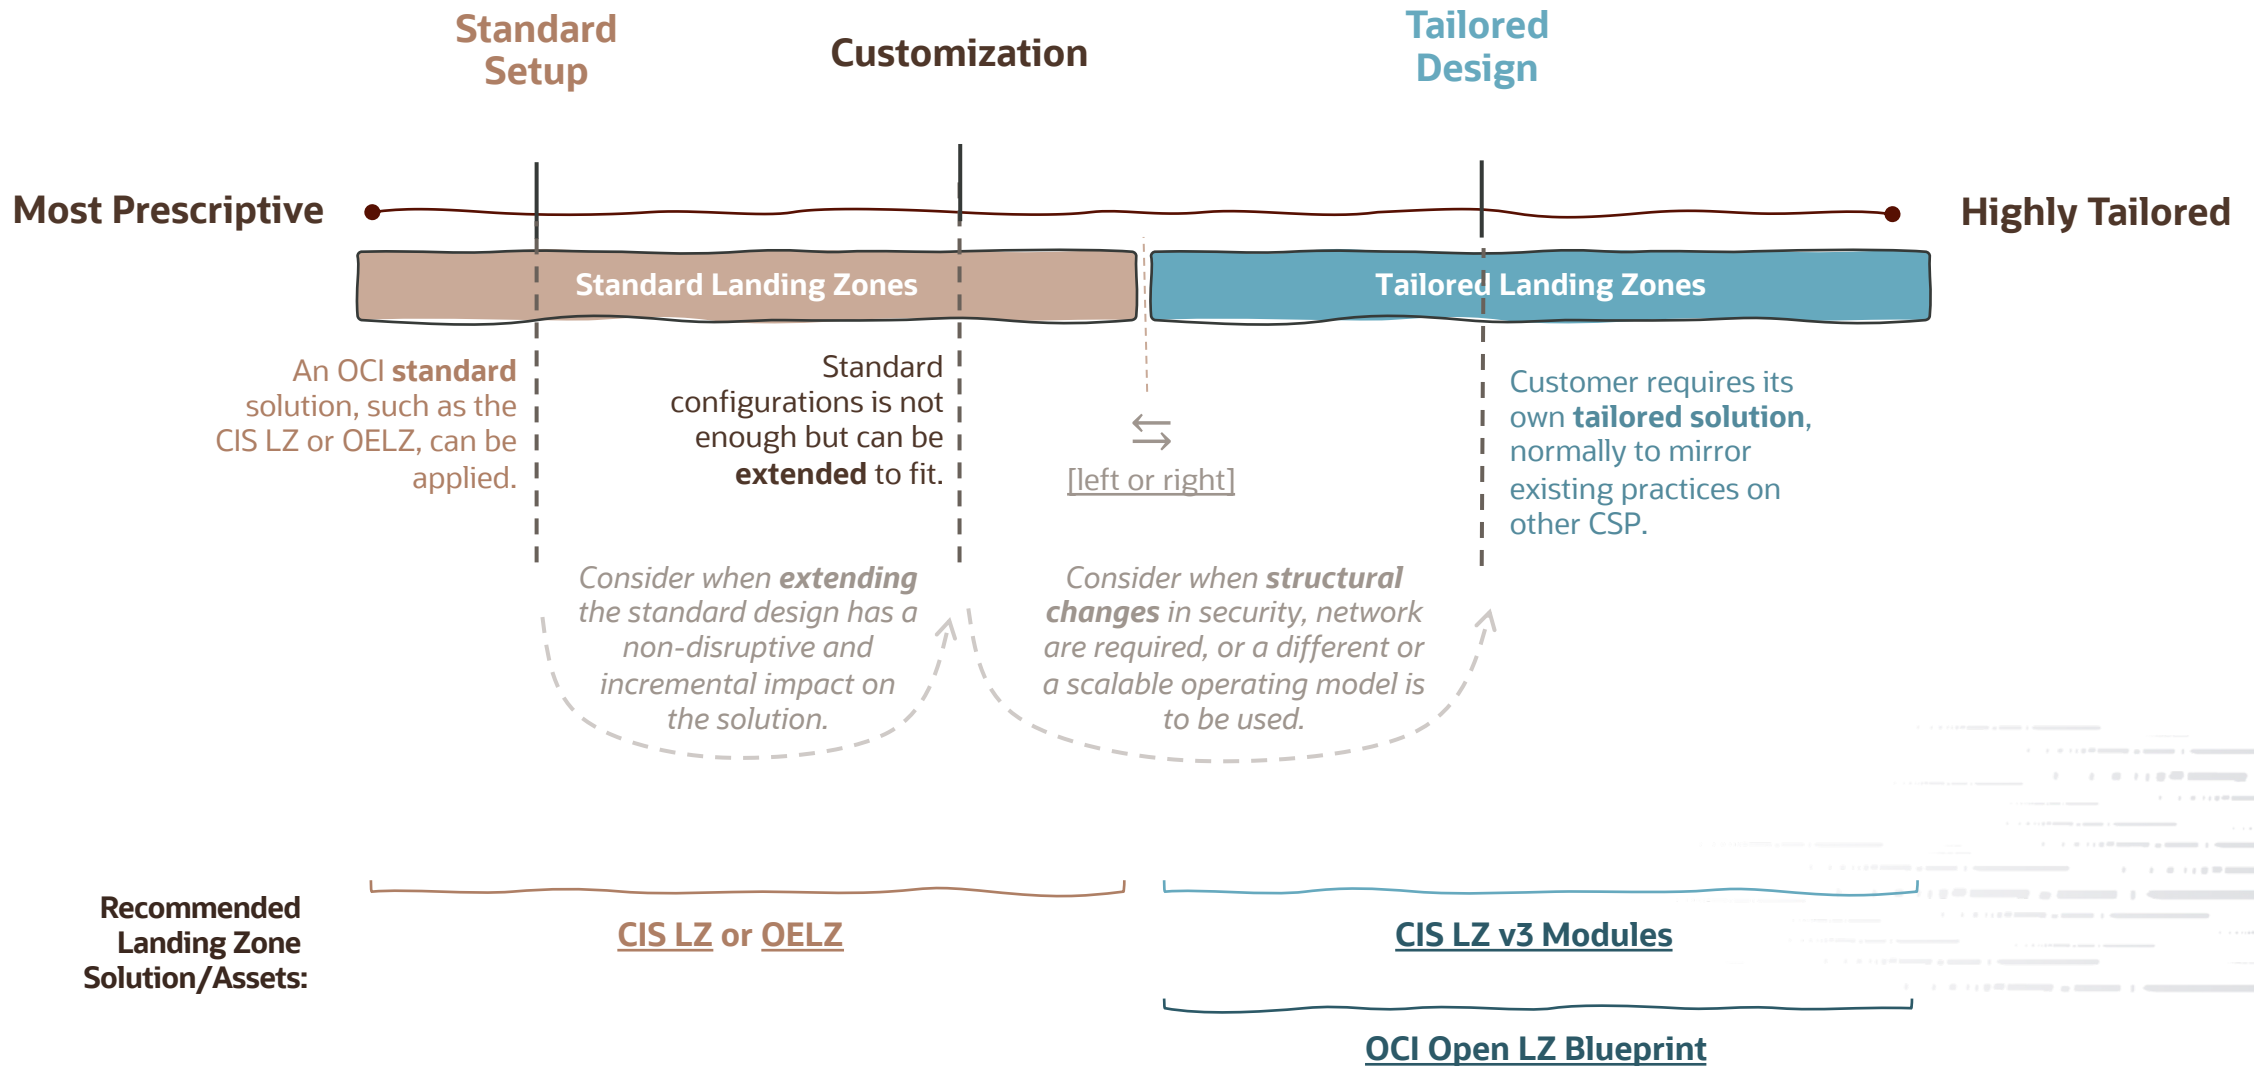 Standard
Setup
Customization
Tailored
Design
Most Prescriptive
Highly Tailored
Standard Landing Zones
Tailored Landing Zones
An OCI standard
solution, such as the
CIS LZ or OELZ, can be
applied.
Standard
configurations is not
enough but can be
extended to fit.
[left or right]
Customer requires its
own tailored solution,
normally to mirror
existing practices on
other CSP.
Consider when extending
the standard design has a
non-disruptive and
incremental impact on
the solution.
Consider when structural
changes in security, network
are required, or a different or
a scalable operating model is
to be used.
Recommended
Landing Zone
Solution/Assets:
CIS LZ or OELZ
CIS LZ v3 Modules
OCI Open LZ Blueprint